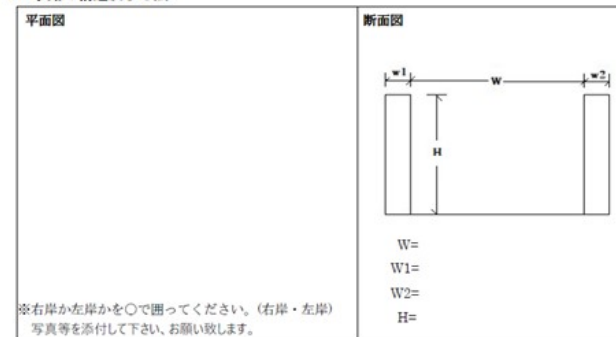 平面図
断面図
w1
W
w2
H
W=
W1=
W2=
H=
※右岸か左岸かを○で囲ってください。(右岸・左岸)
写真等を添付して下さい、お願い致します。